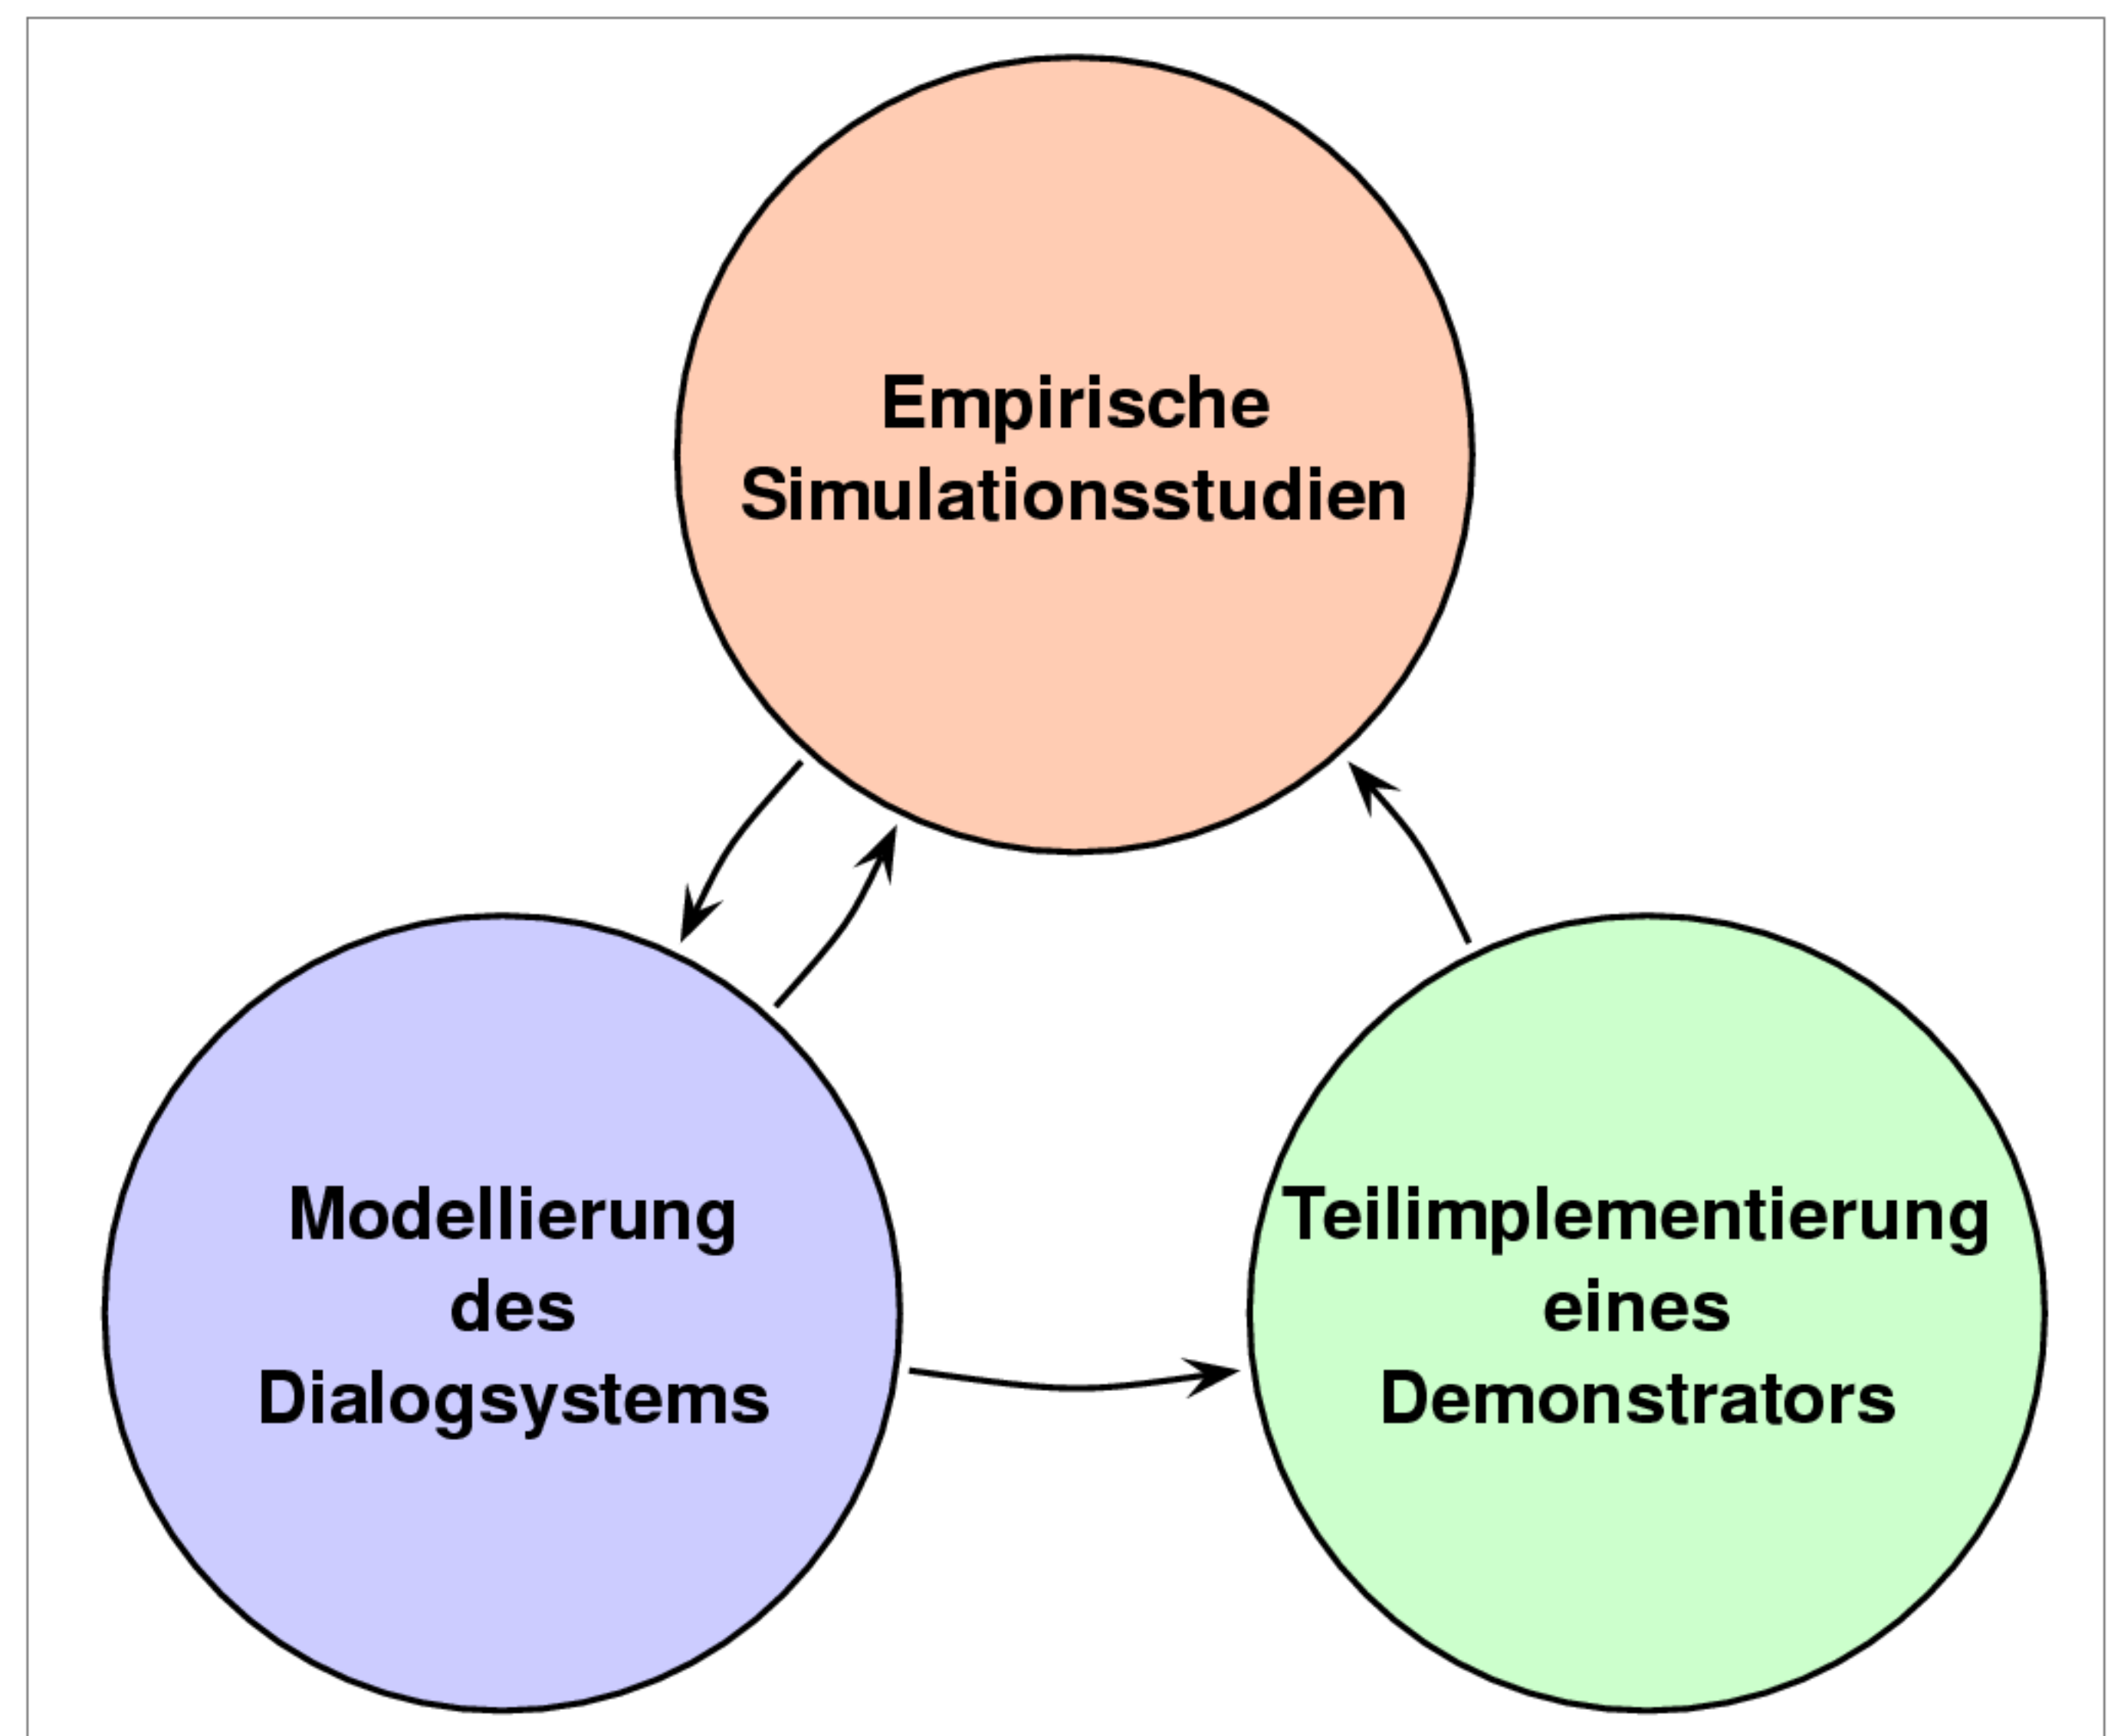 Empirische
Simulationsstudien
Modellierung
des
Dialogsystems
Teilimplementierung
eines
Demonstrators